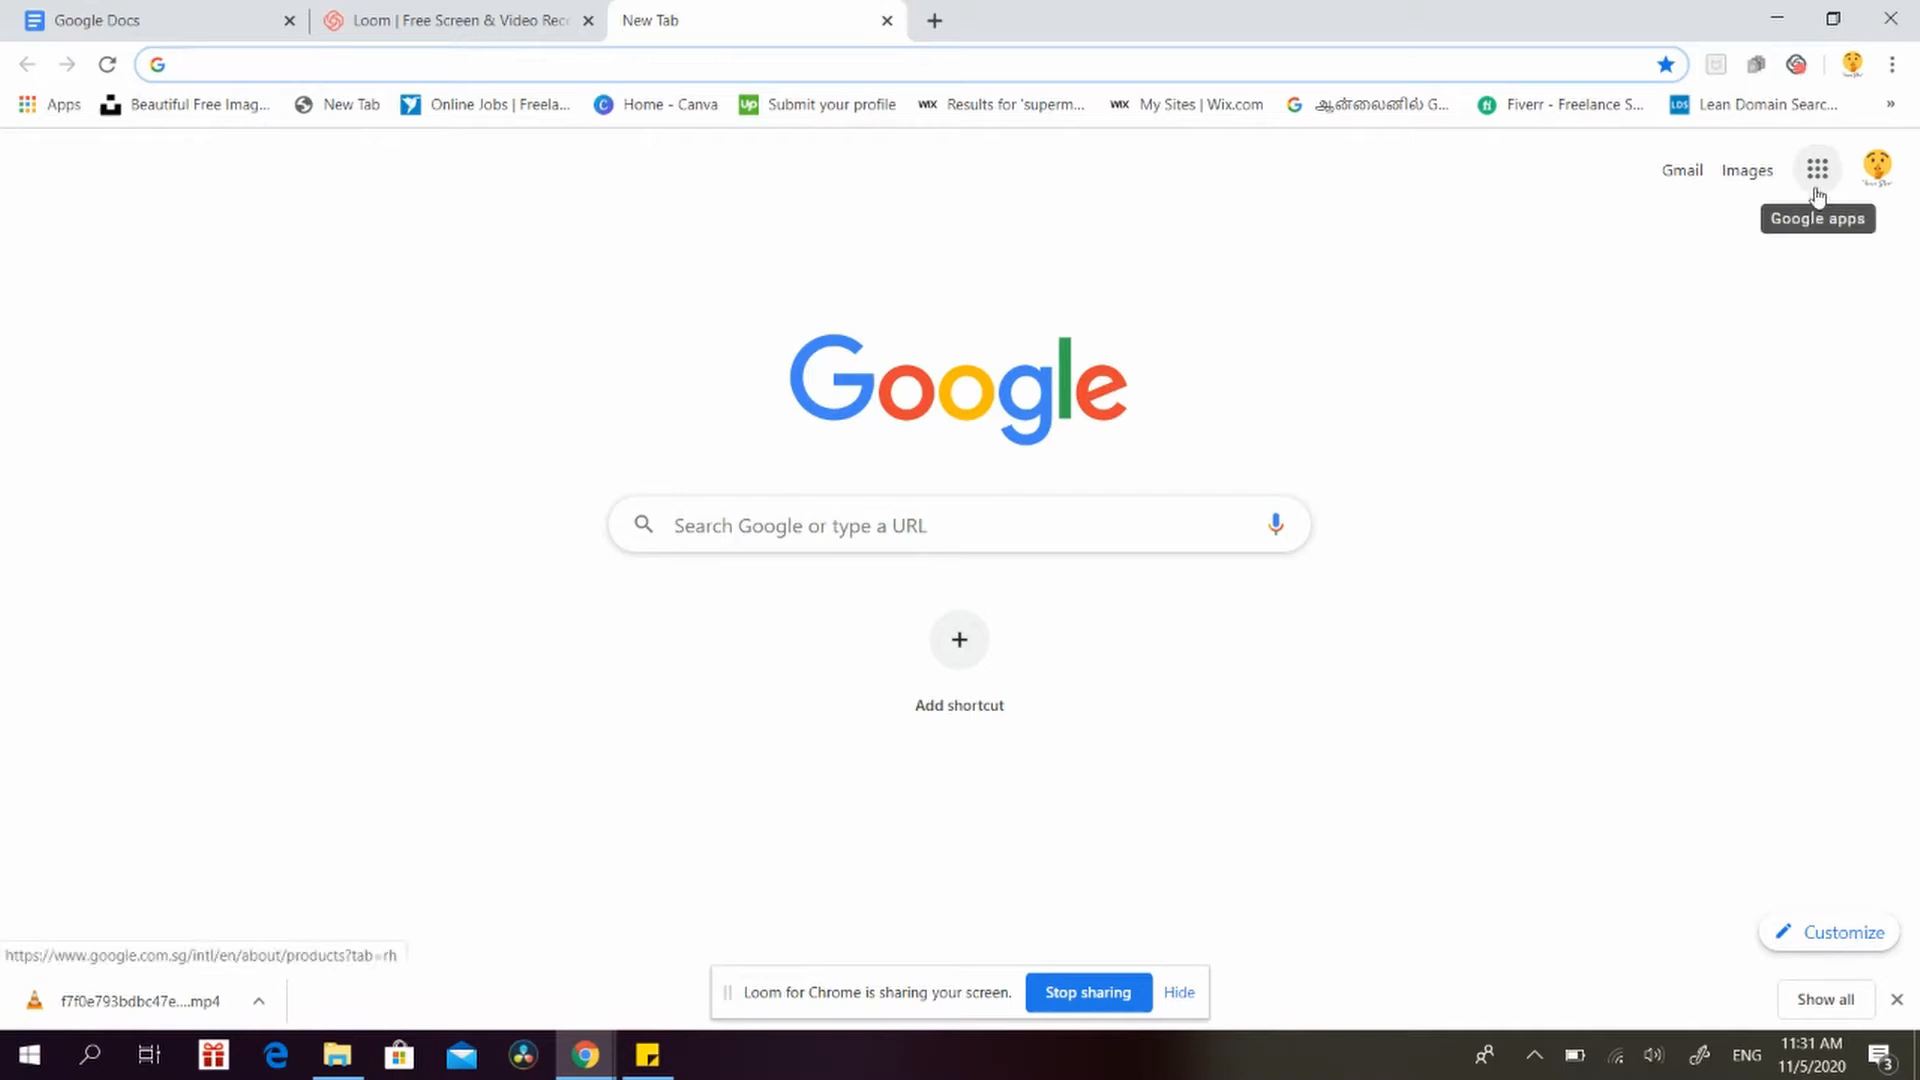 Google Docs
Loom | Free Screen & Video Rec
New Tab
Apps
Beautiful Free Imag...
New Tab
Online Jobs | Freela...
Home - Canva
Submit your profile
Results for 'superm...
My Sites | Wix.com
ஆன்லைனில் G...
Fiverr - Freelance S...
Lean Domain Searc...
»
Gmail
Images
Google apps
Google
Search Google or type a URL
Add shortcut
Customize
https://www.google.com.sg/intl/en/about/products?tab=rh
f7f0e793bdbc47e....mp4
Loom for Chrome is sharing your screen.
Stop sharing
Hide
Show all
ENG
11:31 AM
11/5/2020
3